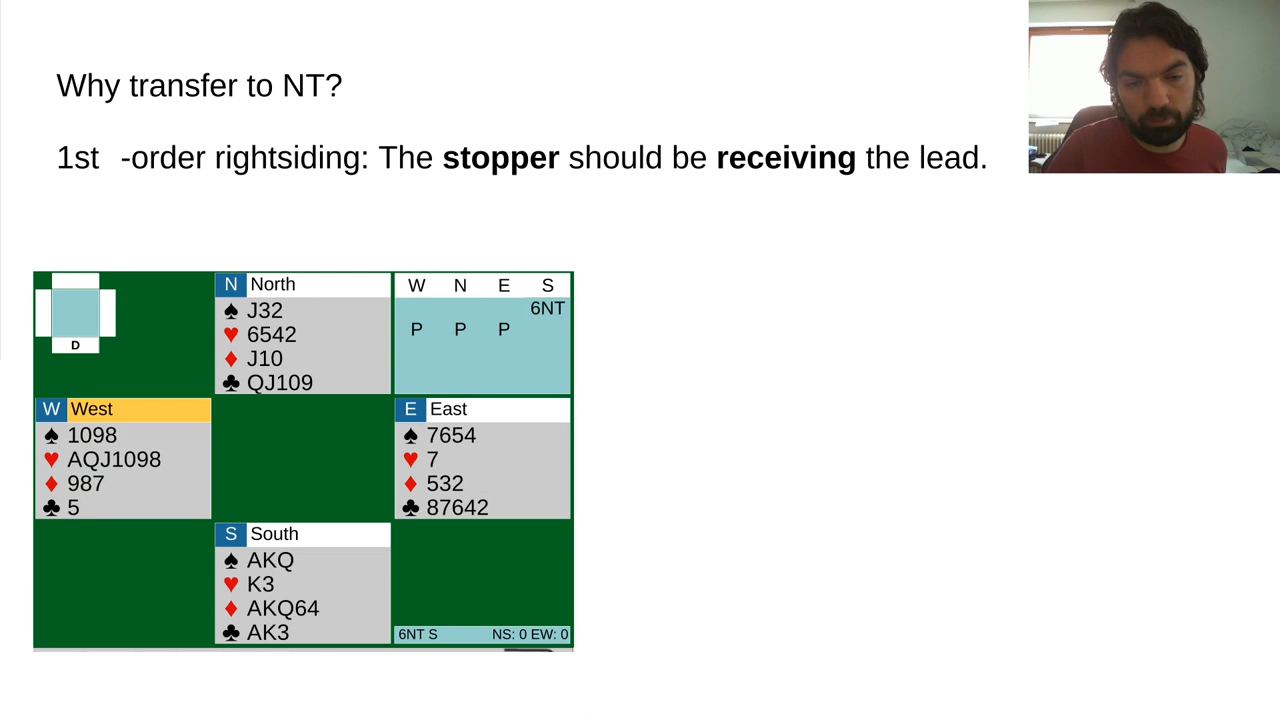 Why transfer to NT?
1st -order rightsiding: The stopper should be receiving the lead.
D
N North
♠ J32
♥ 6542
♦ J10
♣ QJ109
W N E S
6NT
P P P
W West
♠ 1098
♥ AQJ1098
♦ 987
♣ 5
E East
♠ 7654
♥ 7
♦ 532
♣ 87642
S South
♠ AKQ
♥ K3
♦ AKQ64
♣ AK3
6NT S NS: 0 EW: 0